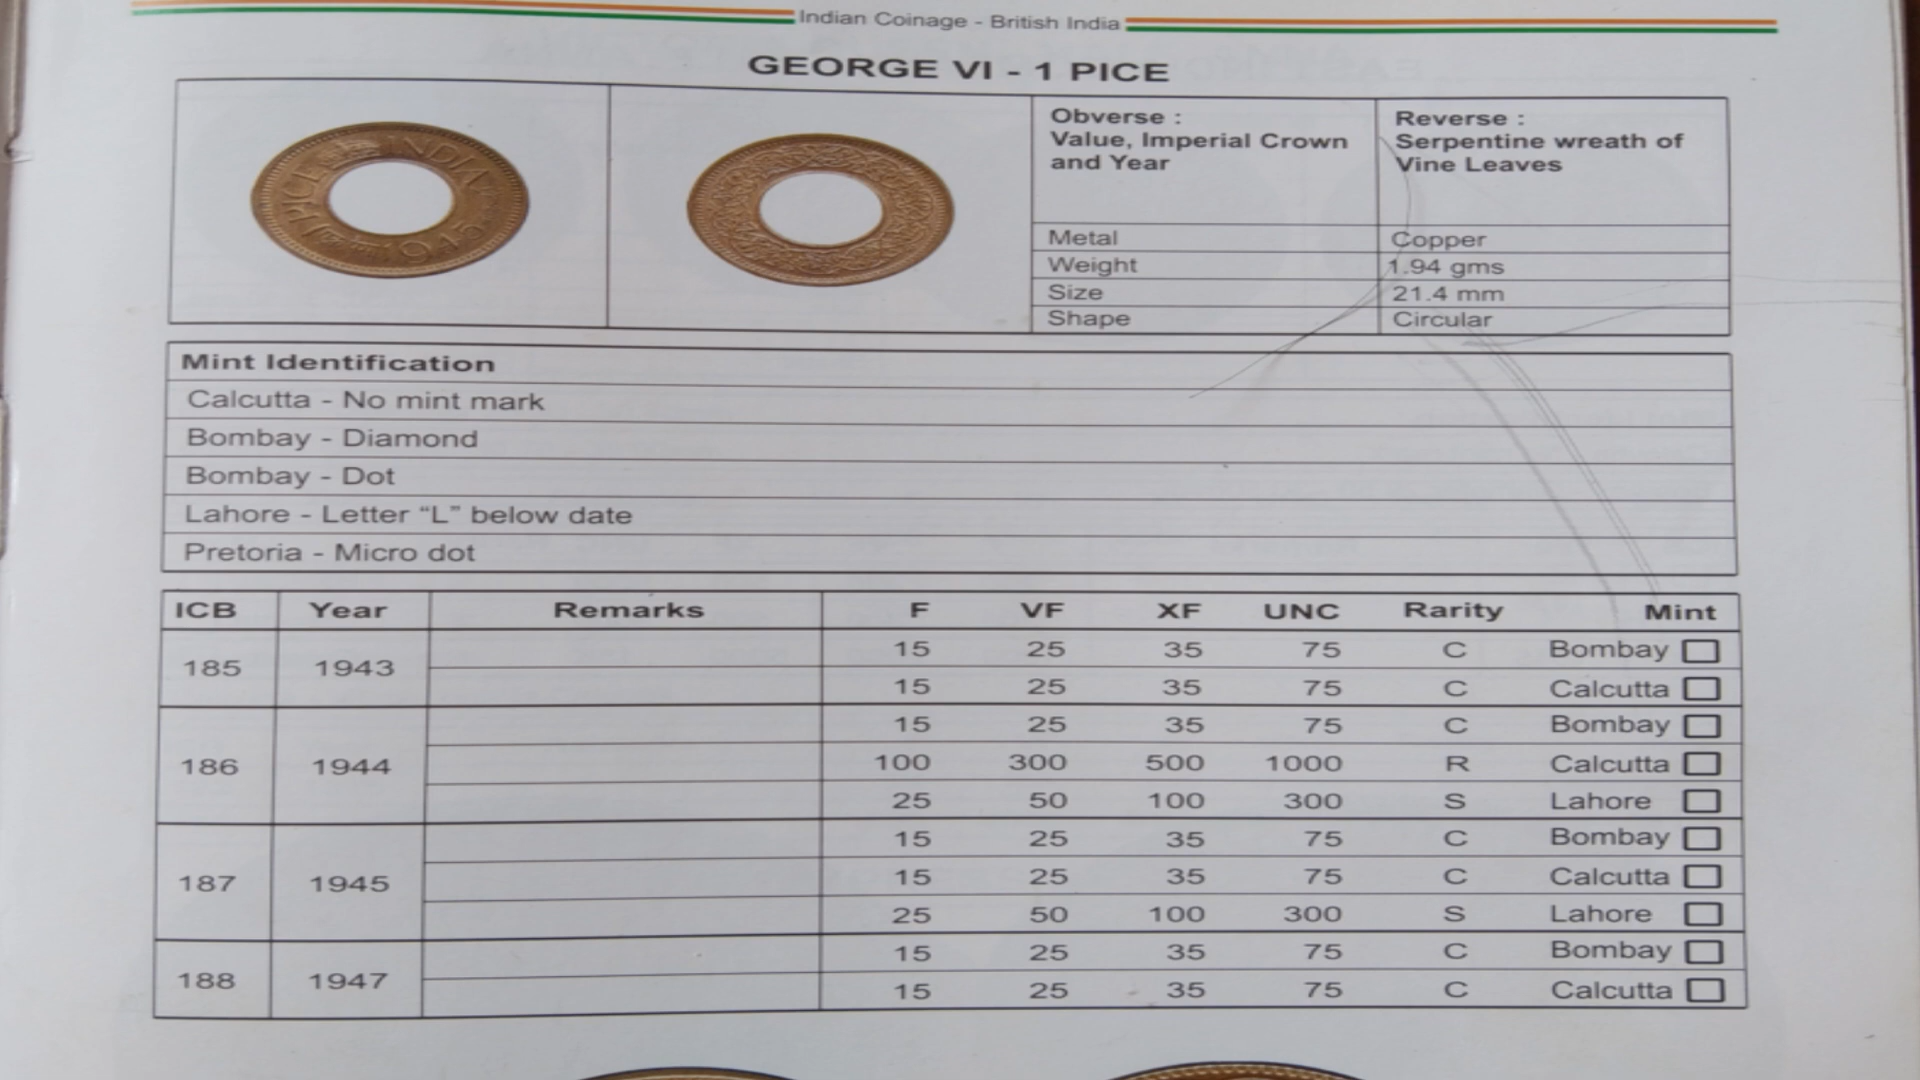 Indian Coinage - British India
GEORGE VI - 1 PICE
INDIA
PICE
1945
Obverse :
Value, Imperial Crown
and Year
Reverse :
Serpentine wreath of
Vine Leaves
Metal Copper
Weight 1.94 gms
Size 21.4 mm
Shape Circular
Mint Identification
Calcutta - No mint mark
Bombay - Diamond
Bombay - Dot
Lahore - Letter “L” below date
Pretoria - Micro dot
ICB Year Remarks F VF XF UNC Rarity Mint
185 1943 15 25 35 75 C Bombay
15 25 35 75 C Calcutta
186 1944 15 25 35 75 C Bombay
100 300 500 1000 R Calcutta
25 50 100 300 S Lahore
187 1945 15 25 35 75 C Bombay
15 25 35 75 C Calcutta
25 50 100 300 S Lahore
188 1947 15 25 35 75 C Bombay
15 25 35 75 C Calcutta